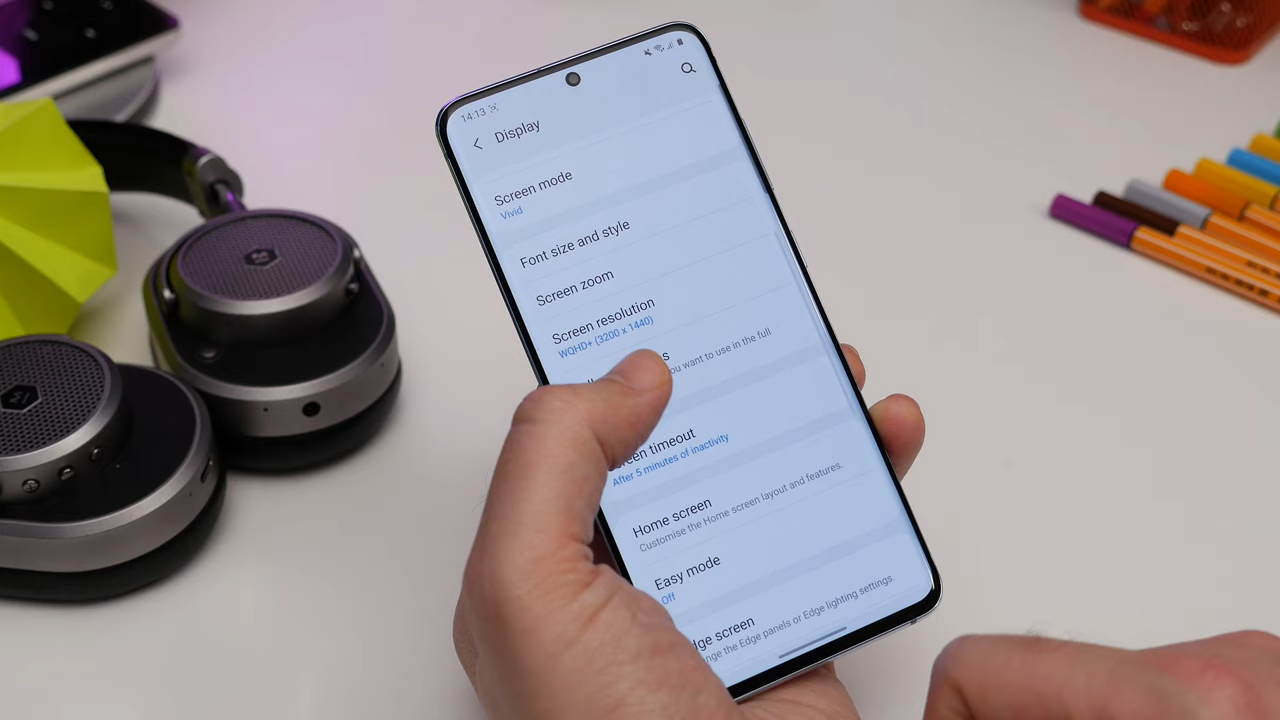 14:13
Display
Screen mode
Vivid
Font size and style
Screen zoom
Screen resolution
WQHD+ (3200 x 1440)
you want to use in the full
timeout
After 5 minutes of inactivity
Home screen
Customise the Home screen layout and features.
Easy mode
Off
screen
the Edge panels or Edge lighting settings.